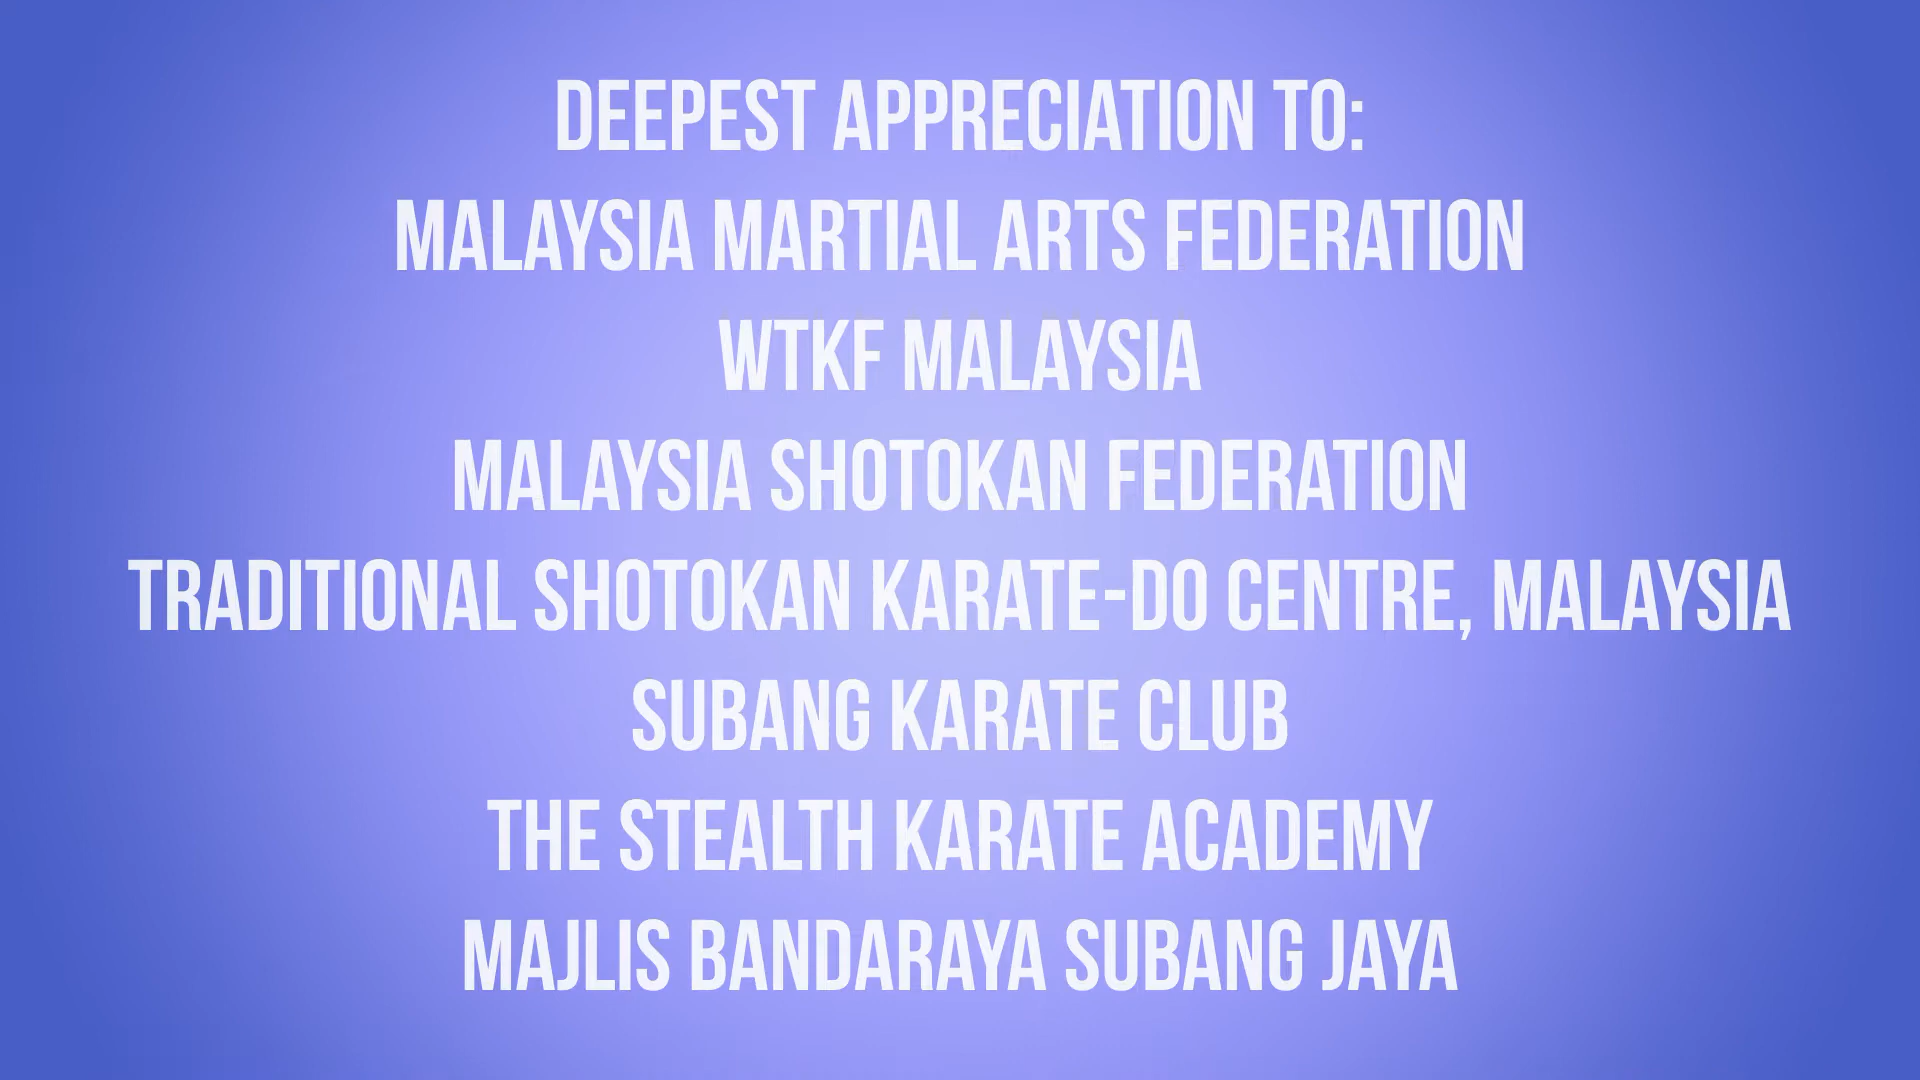 DEEPEST APPRECIATION TO:
MALAYSIA MARTIAL ARTS FEDERATION
WTKF MALAYSIA
MALAYSIA SHOTOKAN FEDERATION
TRADITIONAL SHOTOKAN KARATE-DO CENTRE, MALAYSIA
SUBANG KARATE CLUB
THE STEALTH KARATE ACADEMY
MAJLIS BANDARAYA SUBANG JAYA